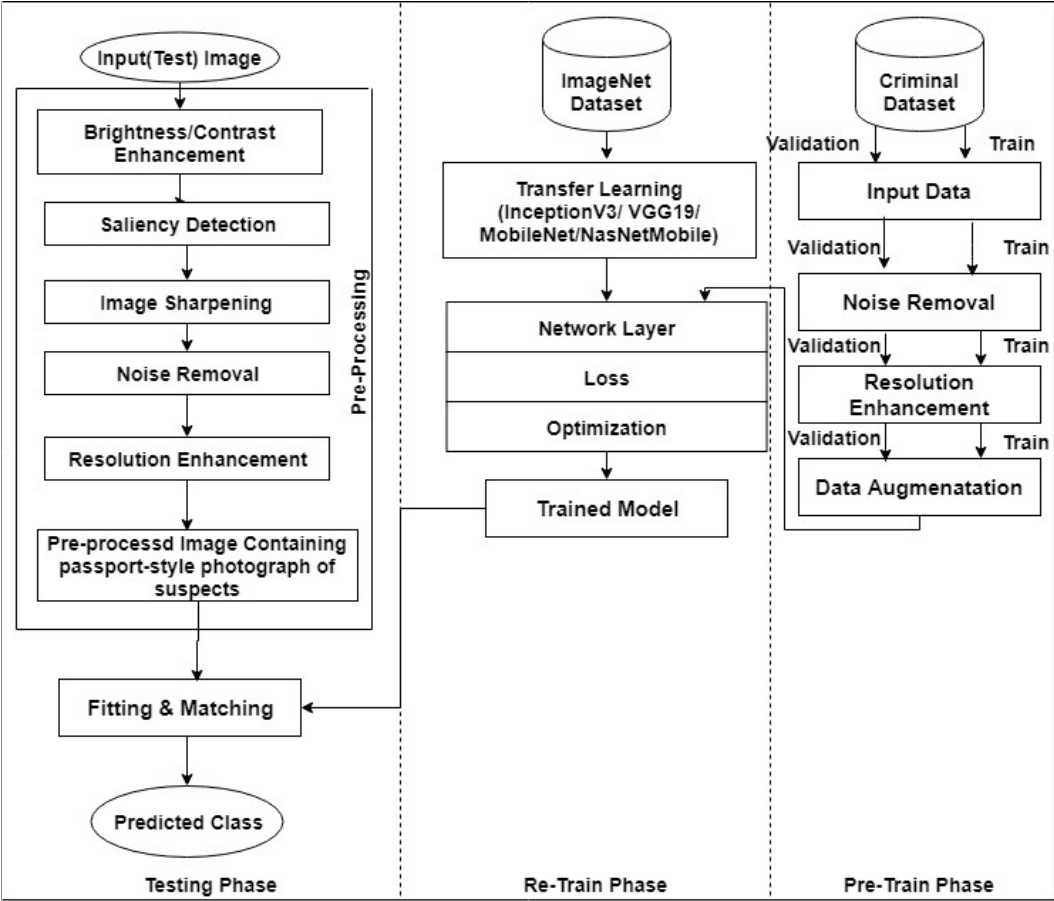 Input(Test) Image
Brightness/Contrast
Enhancement
Saliency Detection
Image Sharpening
Noise Removal
Resolution Enhancement
Pre-processd Image Containing
passport-style photograph of
suspects
Pre-Processing
Fitting & Matching
Predicted Class
Testing Phase
ImageNet
Dataset
Transfer Learning
(InceptionV3/ VGG19/
MobileNet/NasNetMobile)
Network Layer
Loss
Optimization
Trained Model
Re-Train Phase
Criminal
Dataset
Validation Train
Input Data
Validation Train
Noise Removal
Validation Train
Resolution
Enhancement
Validation Train
Data Augmenatation
Pre-Train Phase